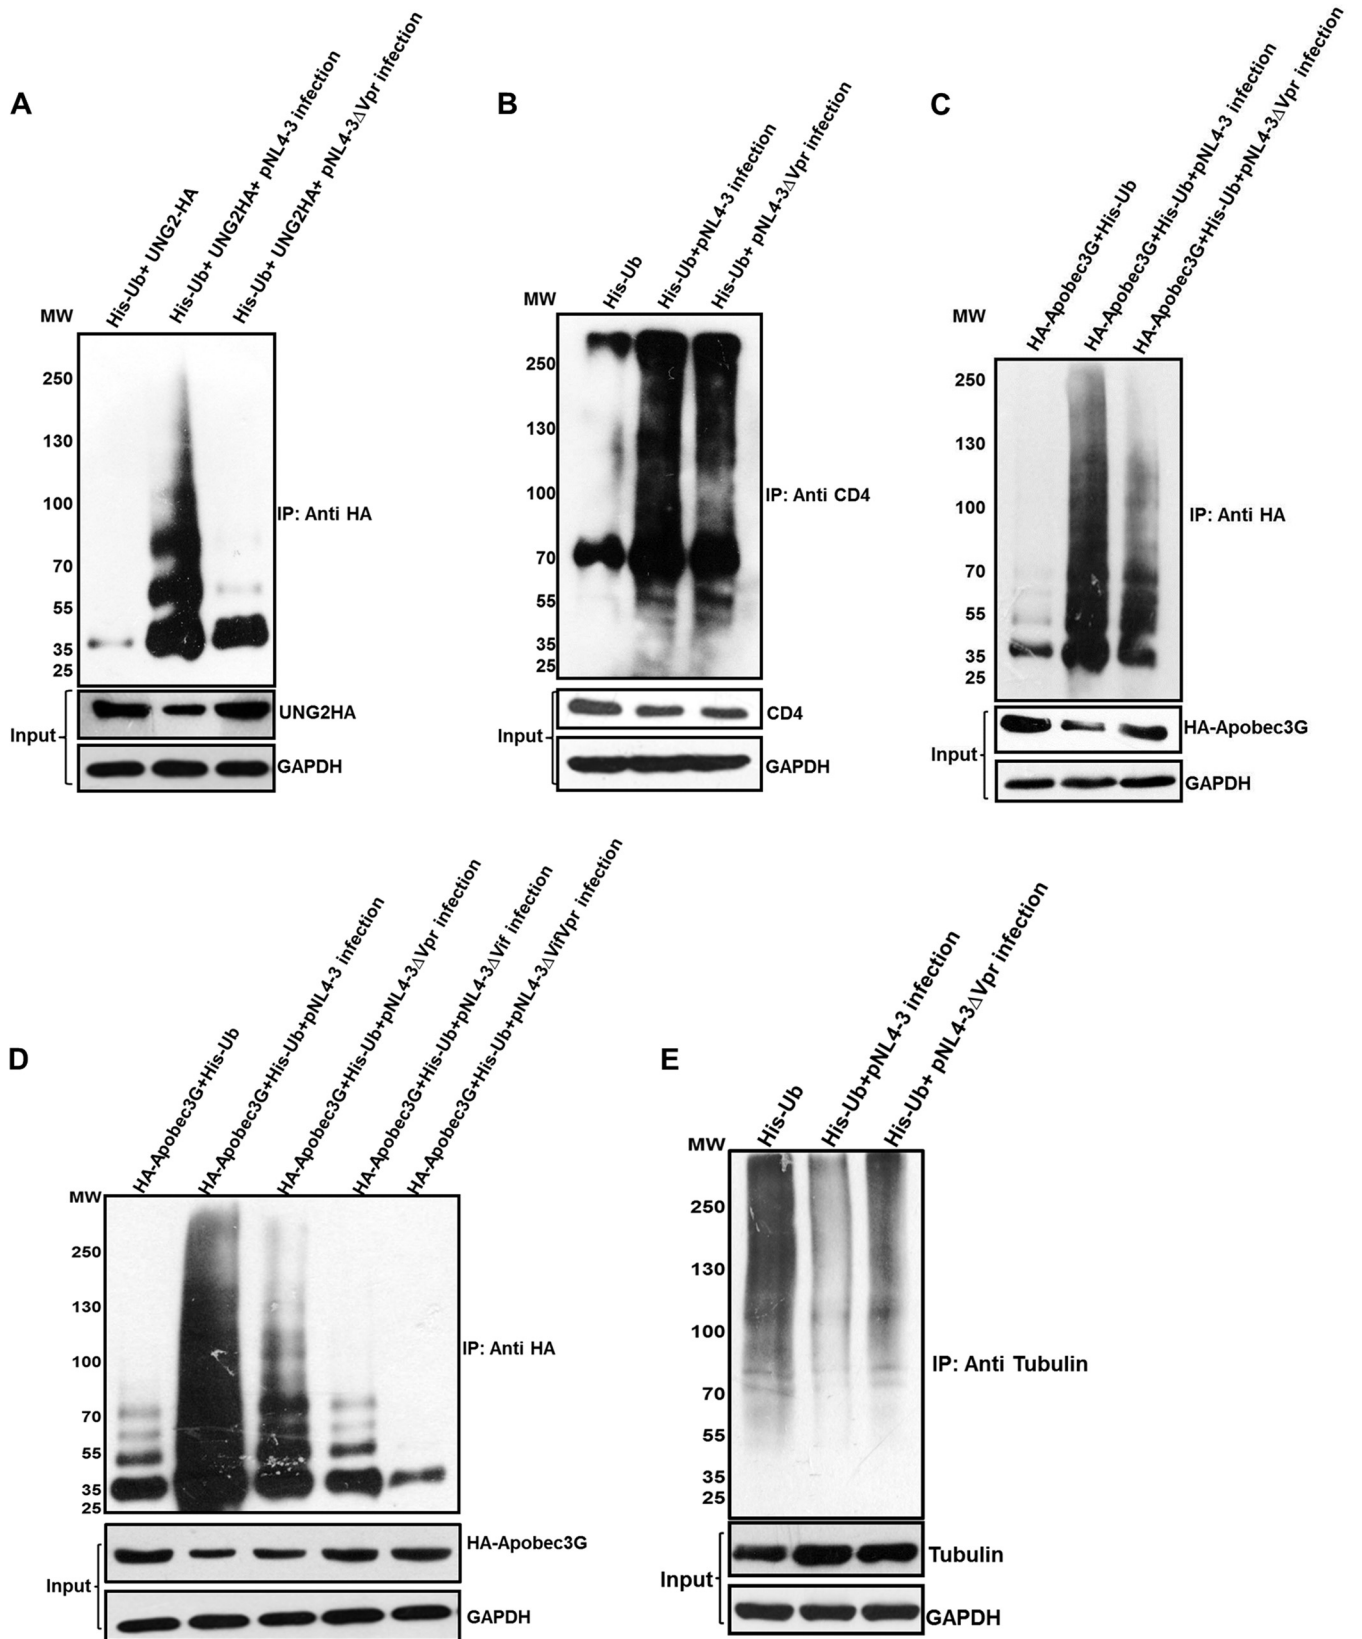 A
MW
His-Ub+ UNG2-HA
His-Ub+ UNG2HA+ pNL4-3 infection
His-Ub+ UNG2HA+ pNL4-3ΔVpr infection
250
130
100
70
55
35
25
IP: Anti HA
Input
UNG2HA
GAPDH
B
MW
His-Ub
His-Ub+pNL4-3 infection
His-Ub+ pNL4-3ΔVpr infection
250
130
100
70
55
35
25
IP: Anti CD4
Input
CD4
GAPDH
C
MW
HA-Apobec3G+His-Ub
HA-Apobec3G+His-Ub+pNL4-3 infection
HA-Apobec3G+His-Ub+pNL4-3ΔVpr infection
250
130
100
70
55
35
25
IP: Anti HA
Input
HA-Apobec3G
GAPDH
D
MW
HA-Apobec3G+His-Ub
HA-Apobec3G+His-Ub+pNL4-3 infection
HA-Apobec3G+His-Ub+pNL4-3ΔVpr infection
HA-Apobec3G+His-Ub+pNL4-3ΔVif infection
HA-Apobec3G+His-Ub+pNL4-3ΔVifVpr infection
250
130
100
70
55
35
25
IP: Anti HA
Input
HA-Apobec3G
GAPDH
E
MW
His-Ub
His-Ub+pNL4-3 infection
His-Ub+ pNL4-3ΔVpr infection
250
130
100
70
55
35
25
IP: Anti Tubulin
Input
Tubulin
GAPDH